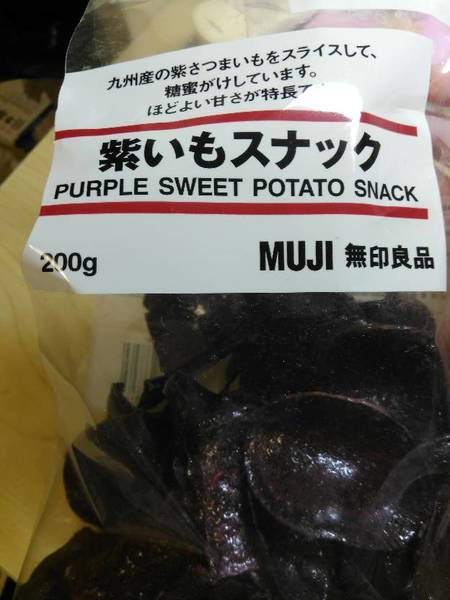 九州産の紫さつまいもをスライスして、
糖蜜がけしています。
ほどよい甘さが特長で
紫いもスナック
PURPLE SWEET POTATO SNACK
200g
MUJI 無印良品